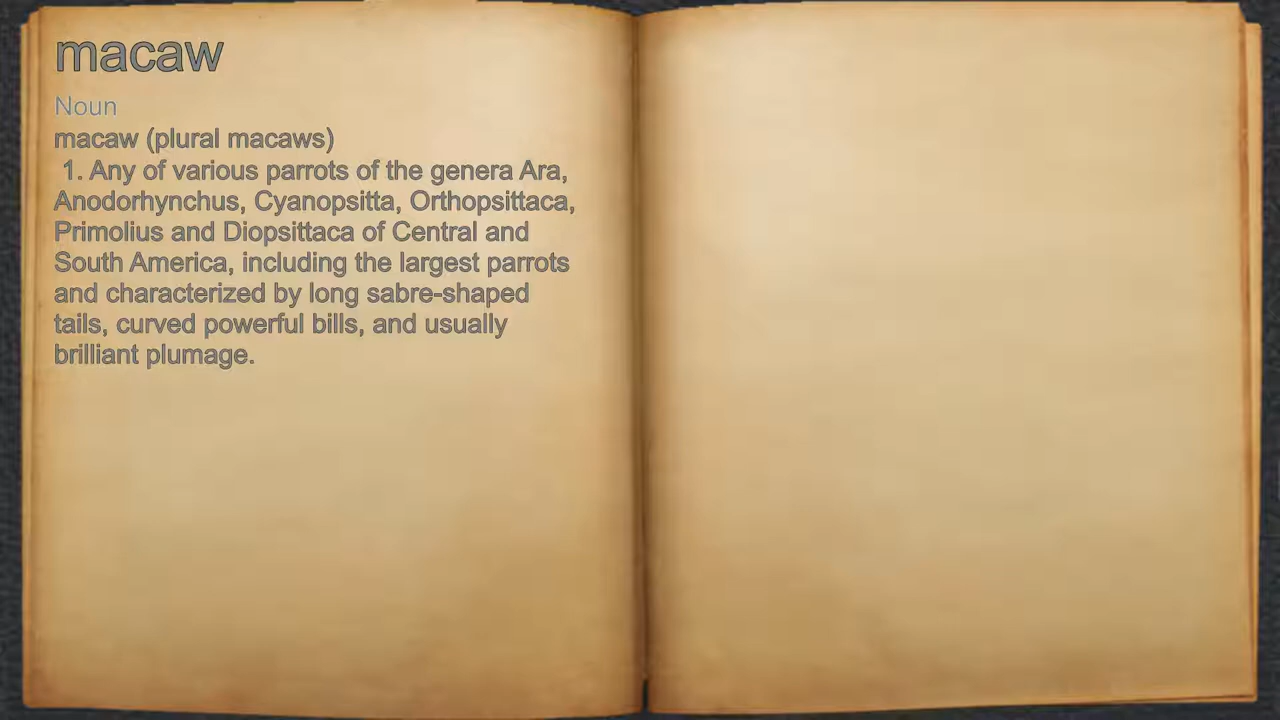 macaw
Noun
macaw (plural macaws)
1. Any of various parrots of the genera Ara,
Anodorhynchus, Cyanopsitta, Orthopsittaca,
Primolius and Diopsittaca of Central and
South America, including the largest parrots
and characterized by long sabre-shaped
tails, curved powerful bills, and usually
brilliant plumage.